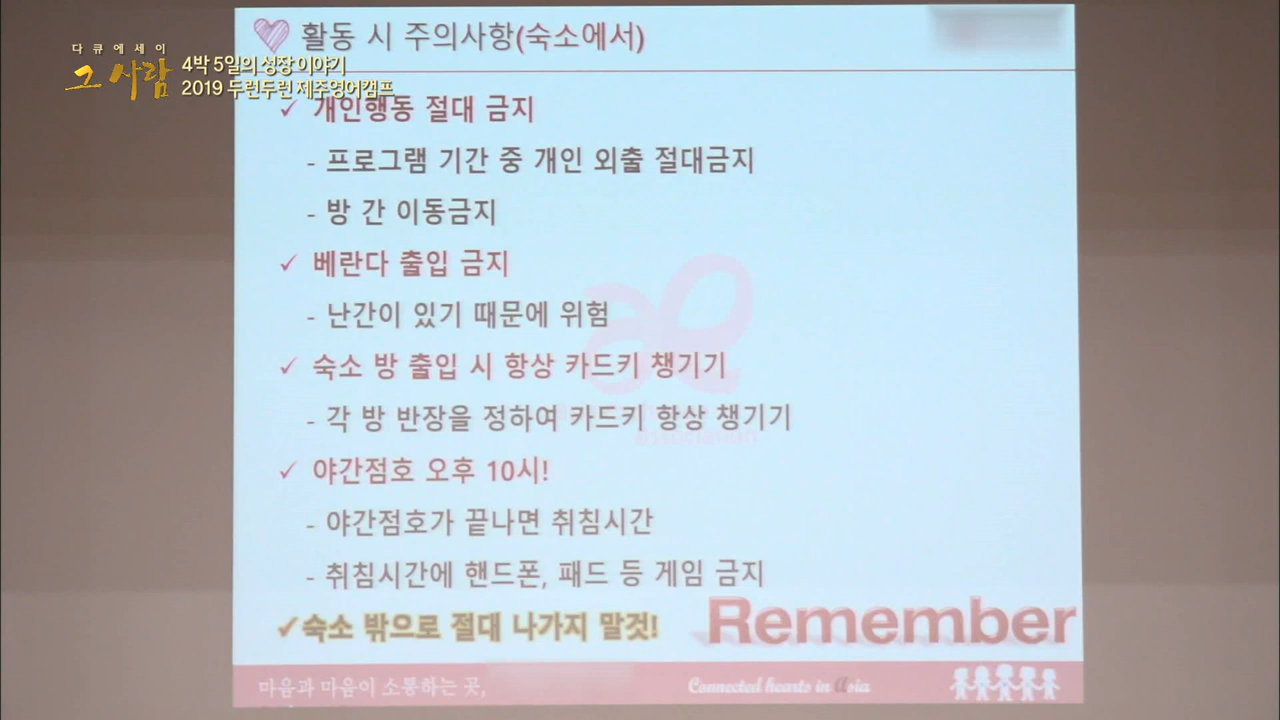 다큐에세이
그 사람
4박 5일의 성장 이야기
2019 두런두런 제주영어캠프
활동 시 주의사항(숙소에서)
✓ 개인행동 절대 금지
- 프로그램 기간 중 개인 외출 절대금지
- 방 간 이동금지
✓ 베란다 출입 금지
- 난간이 있기 때문에 위험
✓ 숙소 방 출입 시 항상 카드키 챙기기
- 각 방 반장을 정하여 카드키 항상 챙기기
✓ 야간점호 오후 10시!
- 야간점호가 끝나면 취침시간
- 취침시간에 핸드폰, 패드 등 게임 금지
✓ 숙소 밖으로 절대 나가지 말것!
Remember
마음과 마음이 소통하는 곳,
Connected hearts in Asia